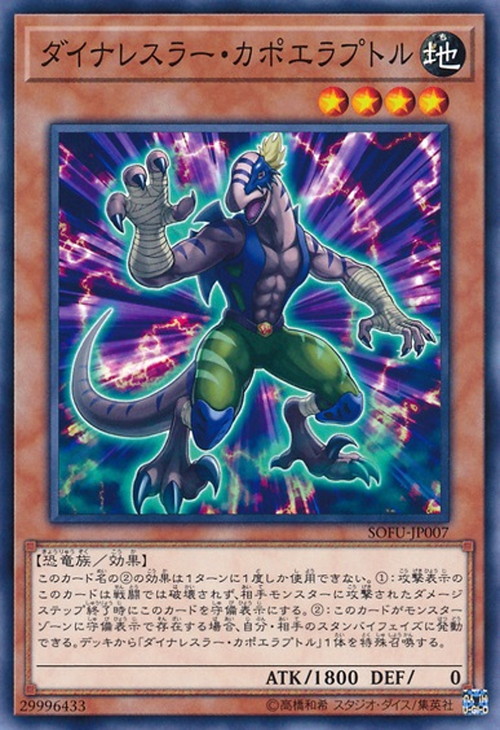 ダイナレスラー・カポエラプトル
地
SOFU-JP007
【恐竜族／効果】
このカード名の②の効果は１ターンに１度しか使用できない。①：攻撃表示の
このカードは戦闘では破壊されず、相手モンスターに攻撃されたダメージ
ステップ終了時にこのカードを守備表示にする。②：このカードがモンスター
ゾーンに守備表示で存在する場合、自分・相手のスタンバイフェイズに発動
できる。デッキから「ダイナレスラー・カポエラプトル」１体を特殊召喚する。
ATK/1800 DEF/ 0
29996433
©高橋和希 スタジオ・ダイス/集英社